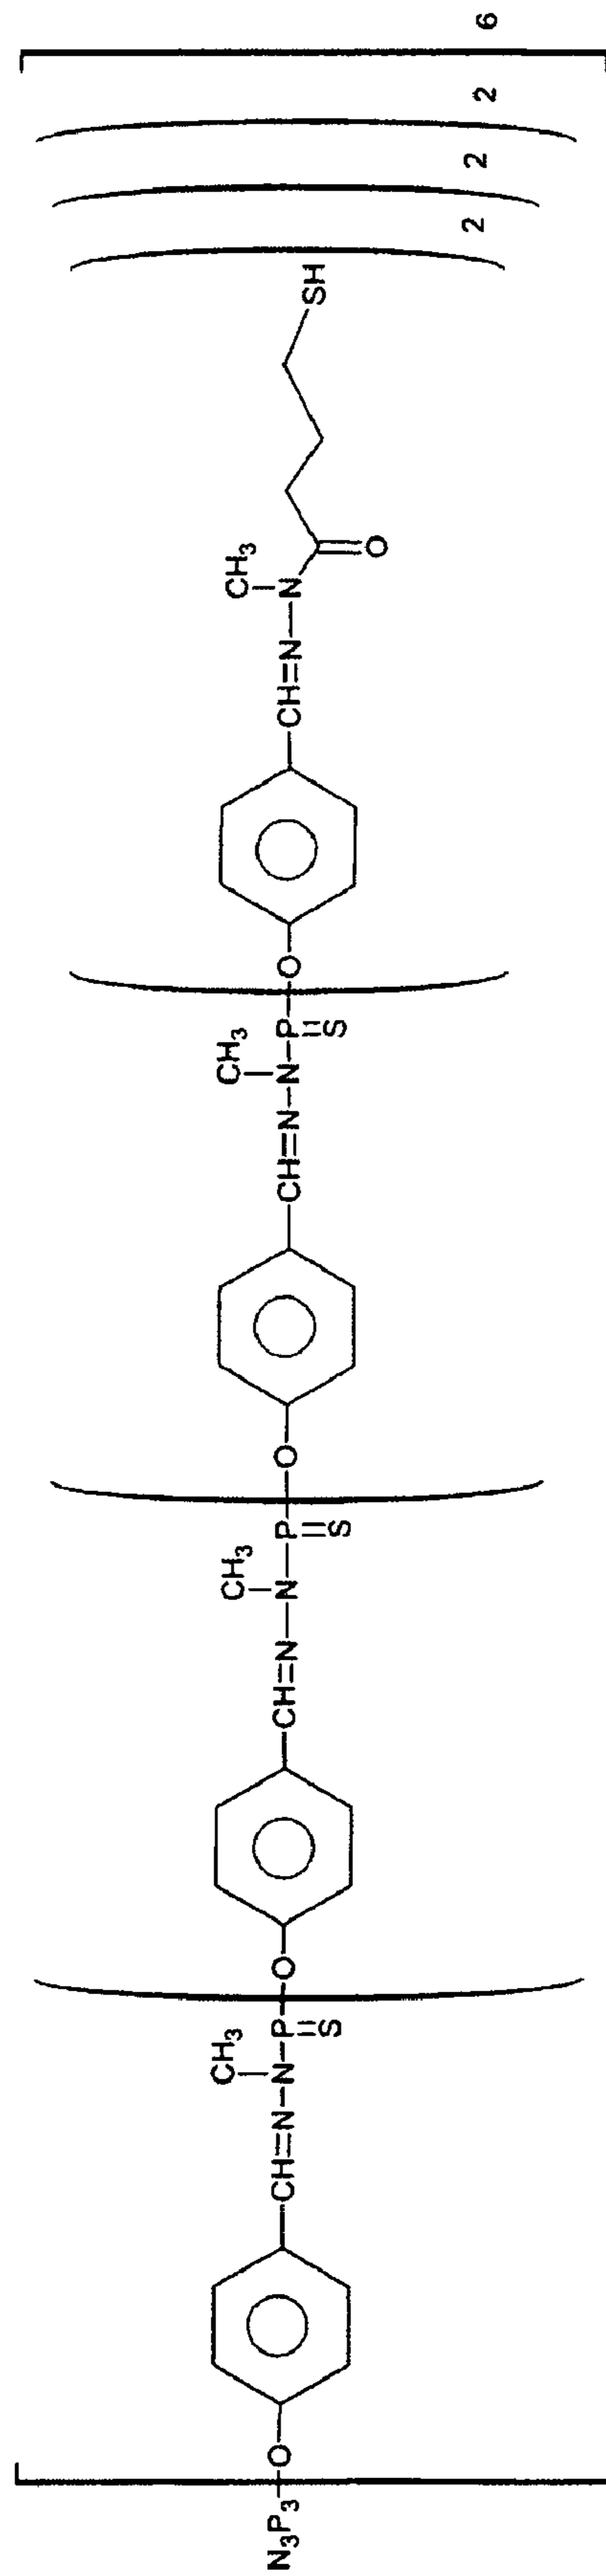 N3P3
O
CH=N-N-P-O
CH3
S
CH=N-N-P-O
CH3
S
CH=N-N-P-O
CH3
S
CH=N-N
CH3
O
SH
2
2
2
6